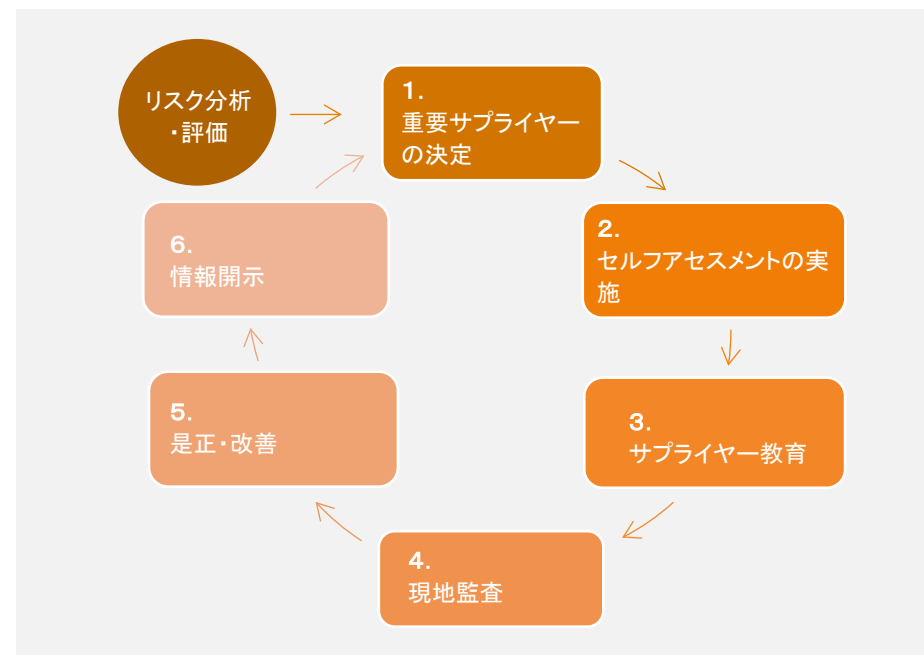 リスク分析
・評価
1.
重要サプライヤー
の決定
2.
セルフアセスメントの実
施
3.
サプライヤー教育
4.
現地監査
5.
是正・改善
6.
情報開示